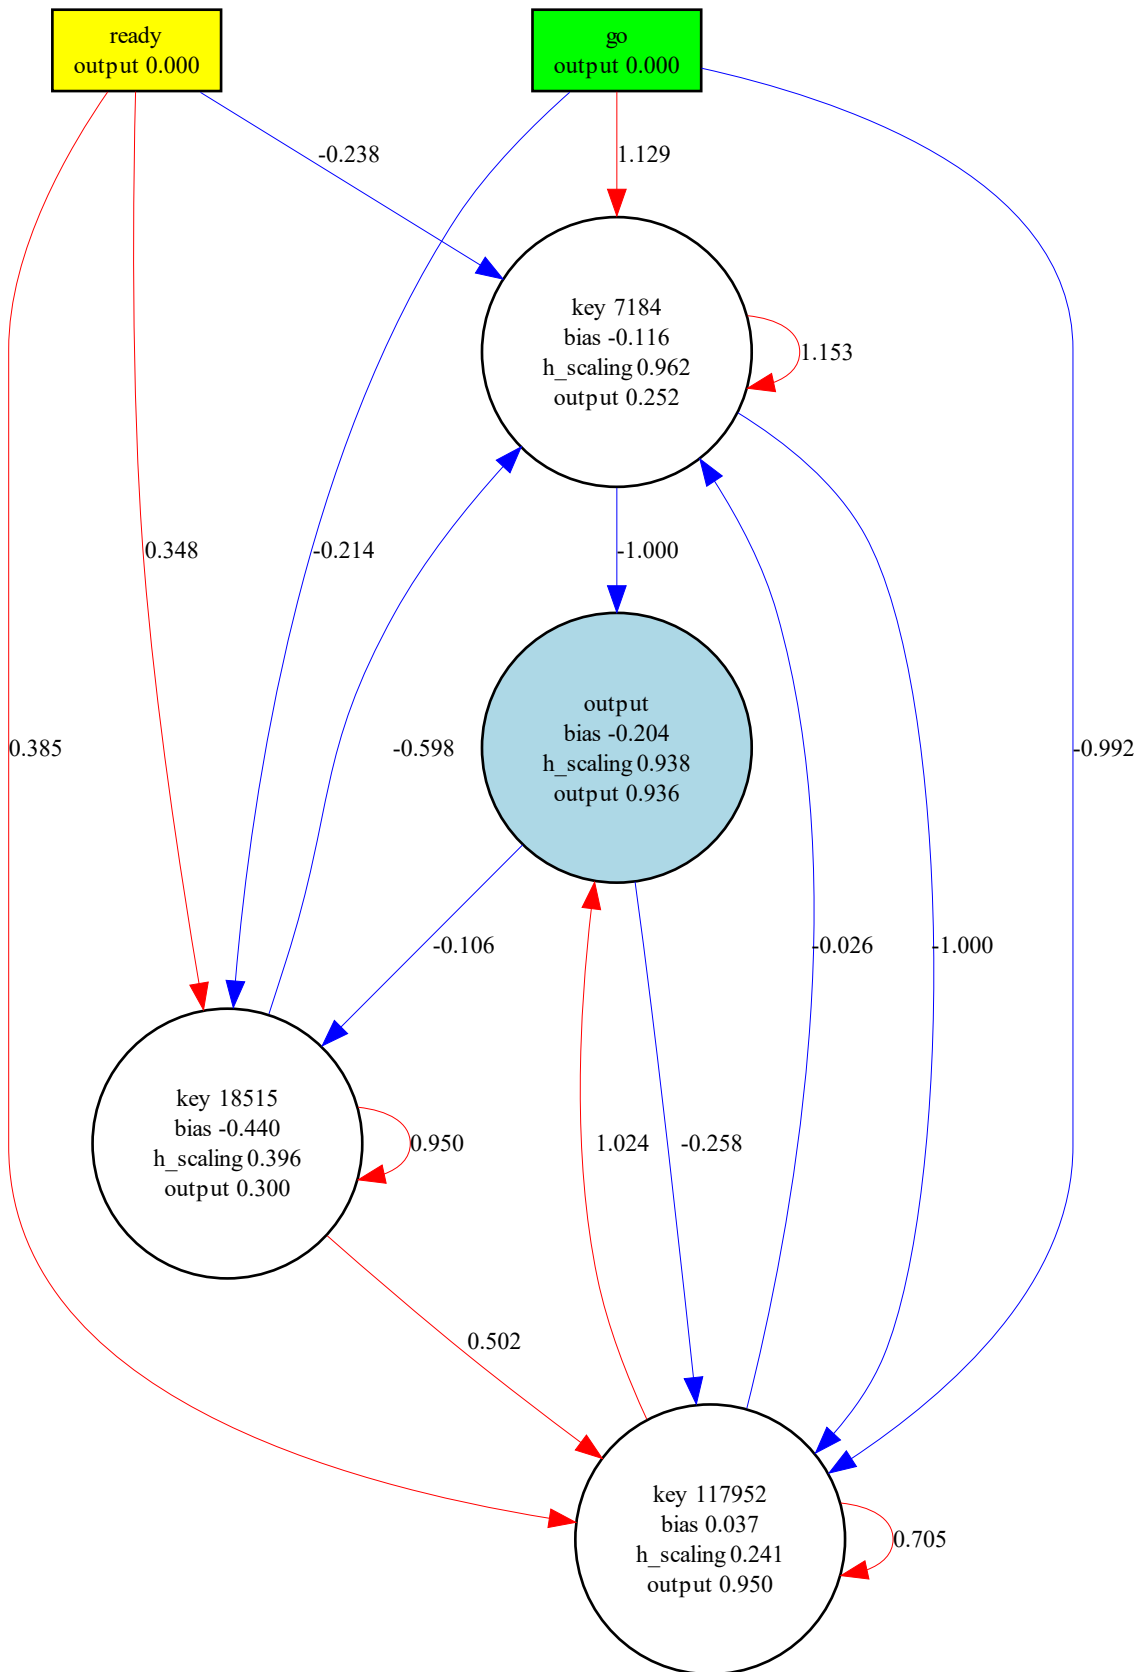 ready
output 0.000
go
output 0.000
-0.238
1.129
key 7184
bias -0.116
h_scaling 0.962
output 0.252
1.153
0.348
-0.214
-1.000
output
bias -0.204
h_scaling 0.938
output 0.936
0.385
-0.598
-0.992
-0.106
-0.026
-1.000
key 18515
bias -0.440
h_scaling 0.396
output 0.300
0.950
1.024
-0.258
0.502
key 117952
bias 0.037
h_scaling 0.241
output 0.950
0.705